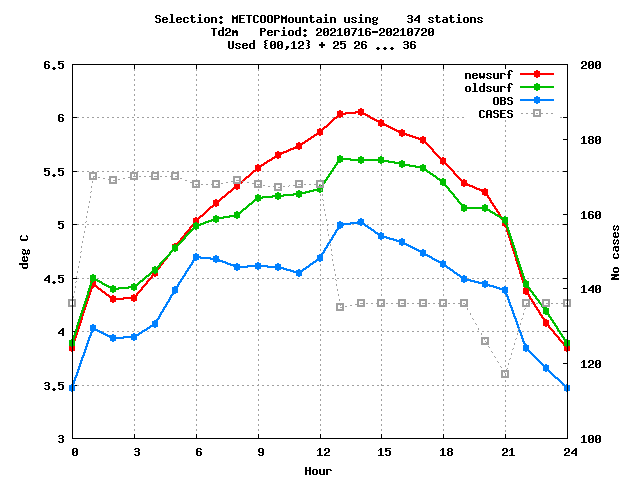 Selection: METCOOPMountain using    34 stations
Td2m   Period: 20210716-20210720
Used {00,12} + 25 26 ... 36
newsurf
oldsurf
OBS
CASES
6.5
6
5.5
5
4.5
4
3.5
3
200
180
160
140
120
100
deg C
No cases
0 3 6 9 12 15 18 21 24
Hour